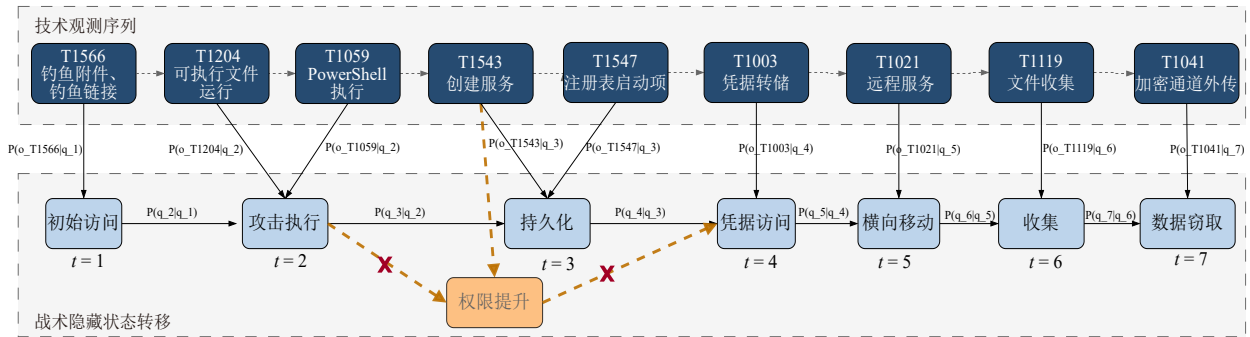 技术观测序列
T1566
钓鱼附件、
钓鱼链接
T1204
可执行文件
运行
T1059
PowerShell
执行
T1543
创建服务
T1547
注册表启动项
T1003
凭据转储
T1021
远程服务
T1119
文件收集
T1041
加密通道外传
P(o_T1566|q_1)
P(o_T1204|q_2)
P(o_T1059|q_2)
P(o_T1543|q_3)
P(o_T1547|q_3)
P(o_T1003|q_4)
P(o_T1021|q_5)
P(o_T1119|q_6)
P(o_T1041|q_7)
初始访问
P(q_2|q_1)
攻击执行
P(q_3|q_2)
持久化
P(q_4|q_3)
凭据访问
P(q_5|q_4)
横向移动
P(q_6|q_5)
收集
P(q_7|q_6)
数据窃取
t = 1
t = 2
X
t = 3
X
t = 4
t = 5
t = 6
t = 7
权限提升
战术隐藏状态转移